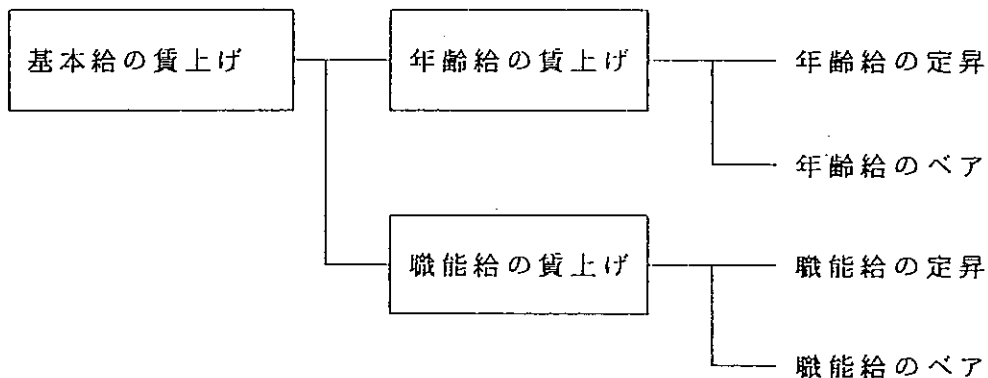 基本給の賃上げ
年齢給の賃上げ
年齢給の定昇
年齢給のベア
職能給の賃上げ
職能給の定昇
職能給のベア